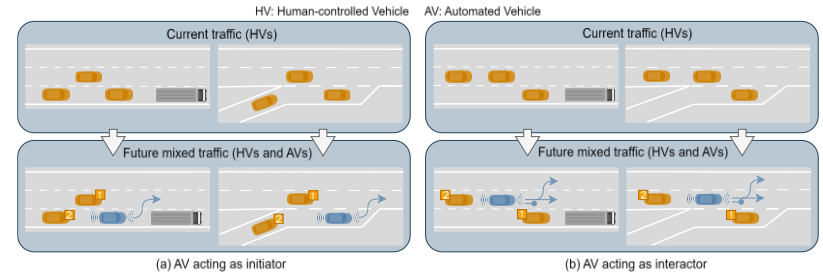 HV: Human-controlled Vehicle AV: Automated Vehicle
Current traffic (HVs)
Future mixed traffic (HVs and AVs)
1
2
1
2
(a) AV acting as initiator
Current traffic (HVs)
Future mixed traffic (HVs and AVs)
2
1
2
1
(b) AV acting as interactor